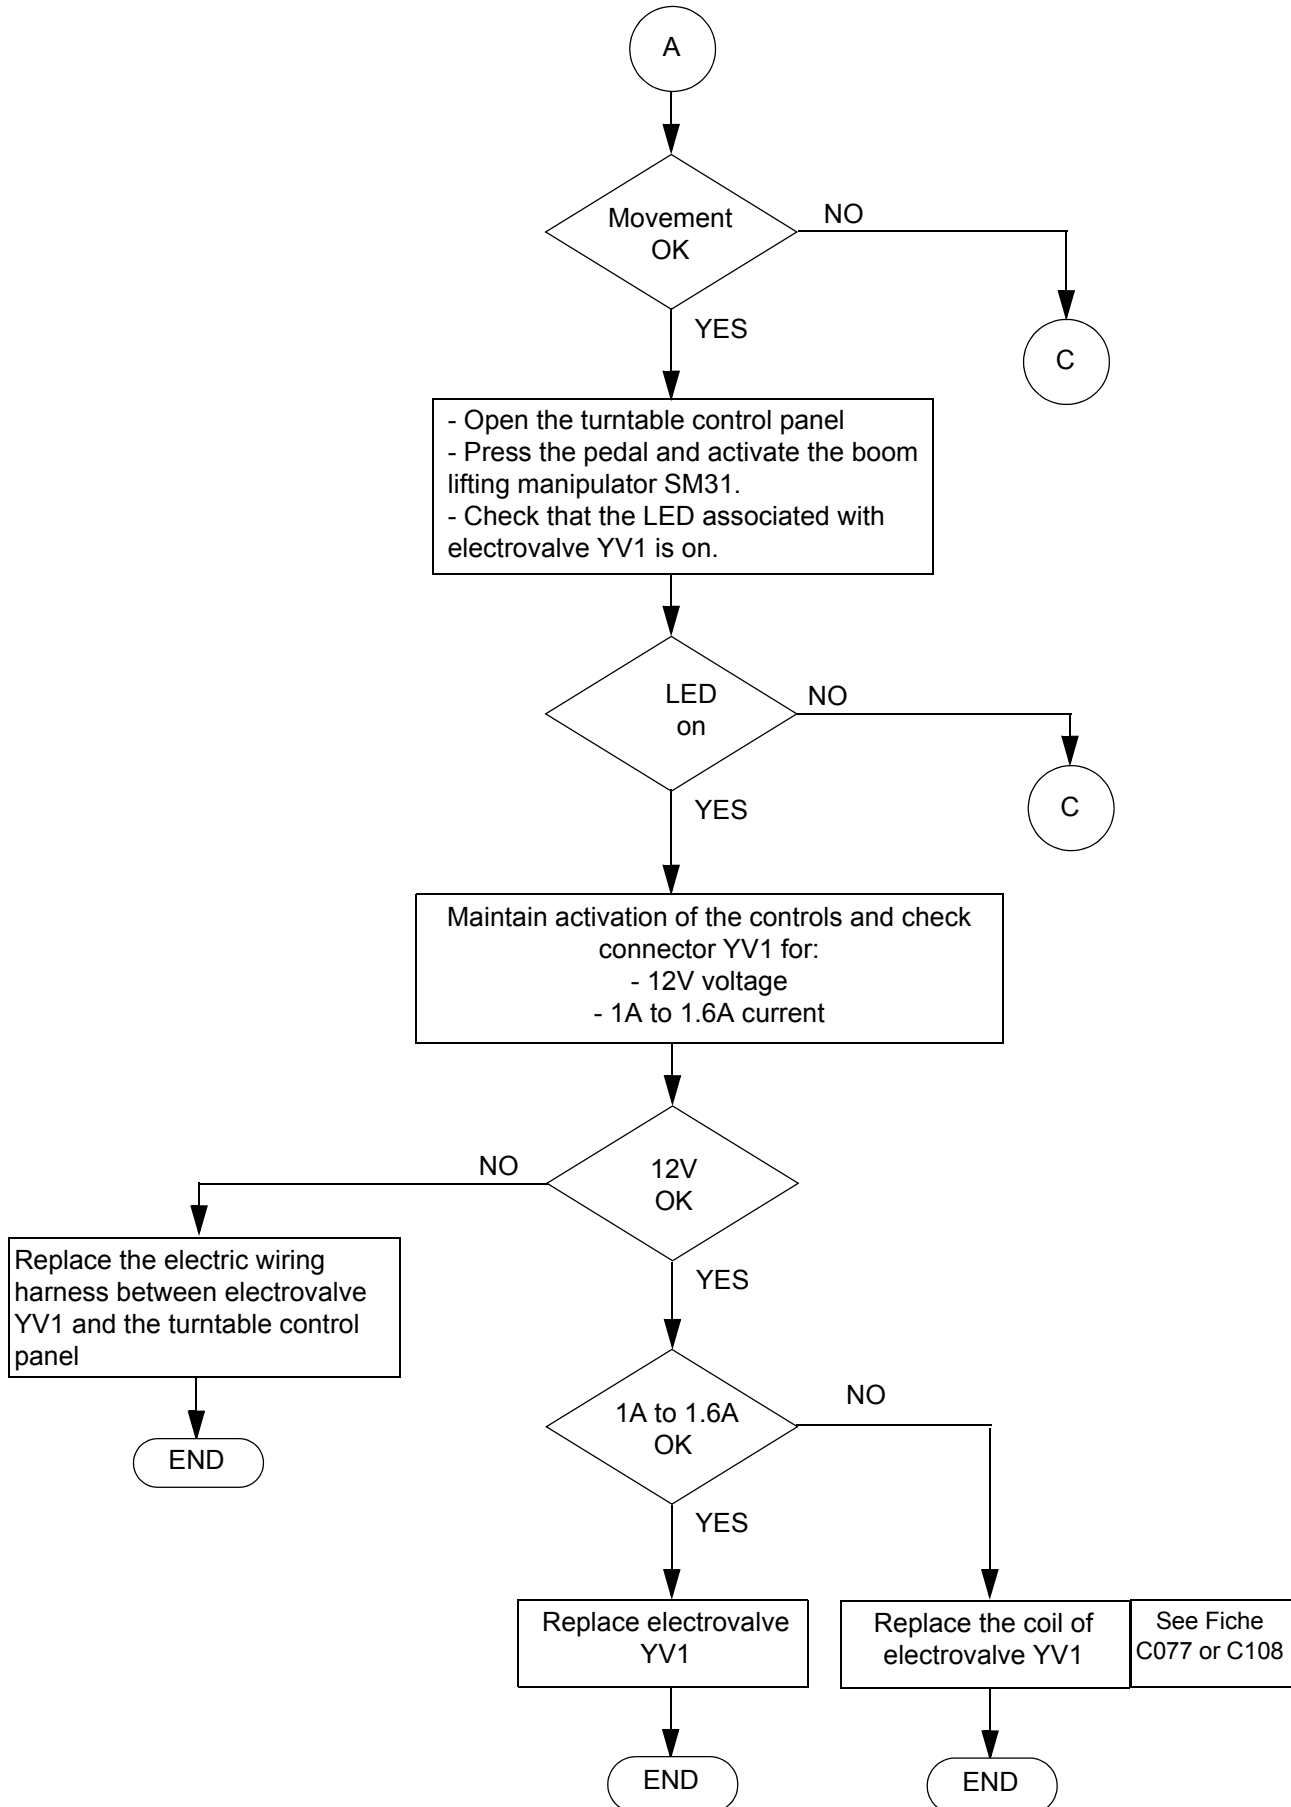 A
Movement
OK
NO
YES
C
- Open the turntable control panel
- Press the pedal and activate the boom
lifting manipulator SM31.
- Check that the LED associated with
electrovalve YV1 is on.
LED
on
NO
YES
C
Maintain activation of the controls and check
connector YV1 for:
- 12V voltage
- 1A to 1.6A current
12V
OK
NO
YES
Replace the electric wiring
harness between electrovalve
YV1 and the turntable control
panel
END
1A to 1.6A
OK
NO
YES
Replace electrovalve
YV1
Replace the coil of
electrovalve YV1
See Fiche
C077 or C108
END
END